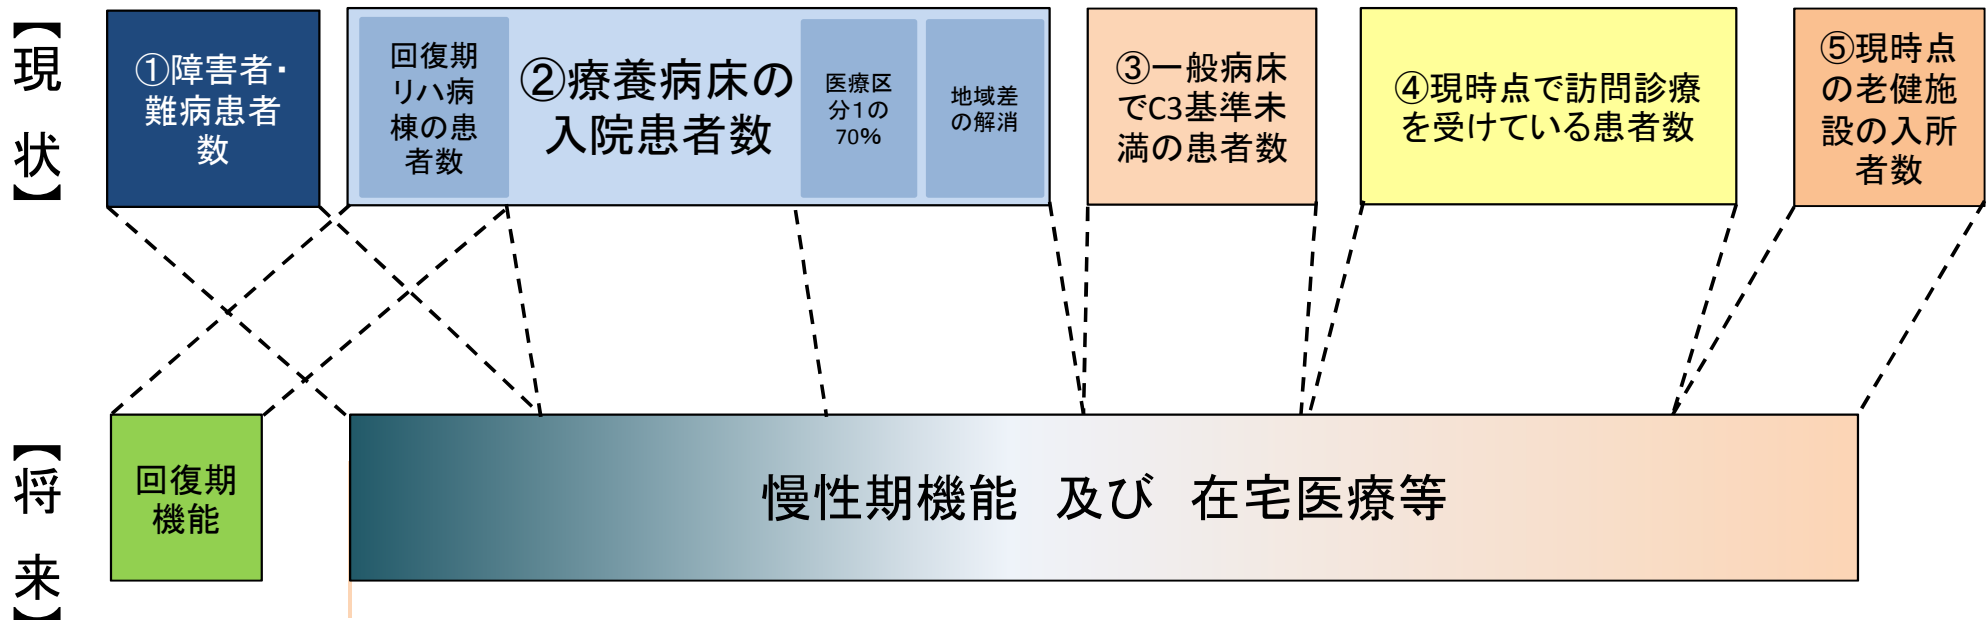 【現状】
①障害者・
難病患者
数
回復期
リハ病
棟の患
者数
②療養病床の
入院患者数
医療区
分1の
70%
地域差
の解消
③一般病床
でC3基準未
満の患者数
④現時点で訪問診療
を受けている患者数
⑤現時点
の老健施
設の入所
者数
【将来】
回復期
機能
慢性期機能　及び　在宅医療等